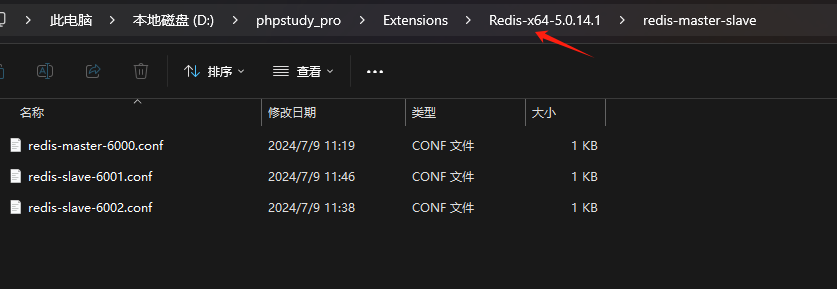 此电脑 > 本地磁盘 (D:) > phpstudy_pro > Extensions > Redis-x64-5.0.14.1 > redis-master-slave
排序 查看
名称 修改日期 类型 大小
redis-master-6000.conf 2024/7/9 11:19 CONF 文件 1 KB
redis-slave-6001.conf 2024/7/9 11:46 CONF 文件 1 KB
redis-slave-6002.conf 2024/7/9 11:38 CONF 文件 1 KB